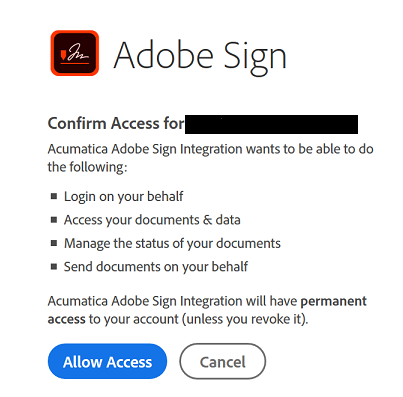 Adobe Sign
Confirm Access for
Acumatica Adobe Sign Integration wants to be able to do
the following:
Login on your behalf
Access your documents & data
Manage the status of your documents
Send documents on your behalf
Acumatica Adobe Sign Integration will have permanent
access to your account (unless you revoke it).
Allow Access
Cancel